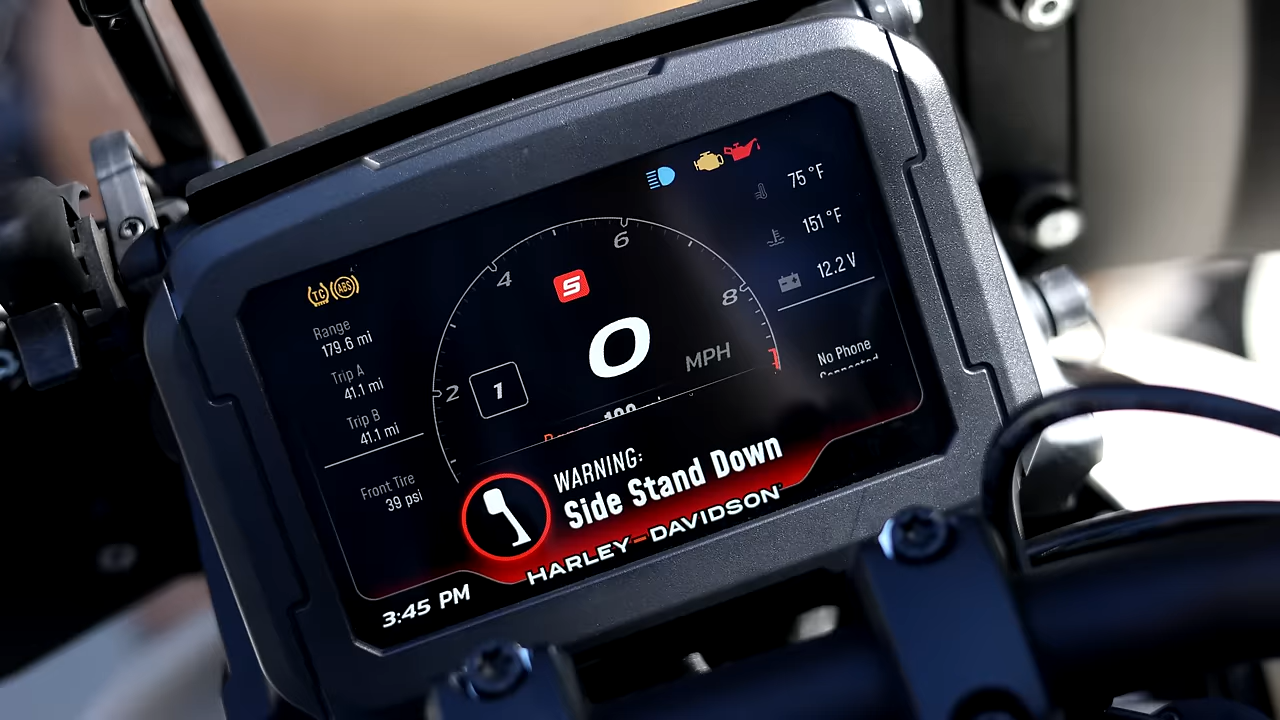 TC ABS
Range
179.6 mi
Trip A
41.1 mi
Trip B
41.1 mi
Front Tire
39 psi
2
4
6
8
S
1
0
MPH
75°F
151°F
12.2 V
No Phone
Connected
WARNING:
Side Stand Down
HARLEY-DAVIDSON
3:45 PM